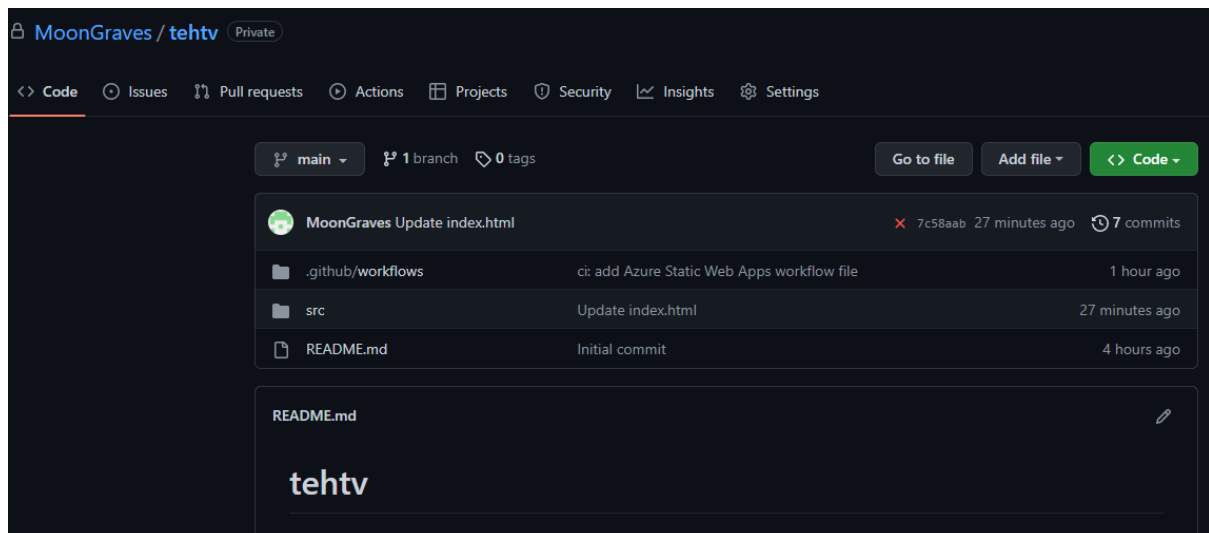 MoonGraves / tehtv Private
<> Code Issues Pull requests Actions Projects Security Insights Settings
main 1 branch 0 tags Go to file Add file <> Code
MoonGraves Update index.html 7c58aab 27 minutes ago 7 commits
.github/workflows ci: add Azure Static Web Apps workflow file 1 hour ago
src Update index.html 27 minutes ago
README.md Initial commit 4 hours ago
README.md
tehtv